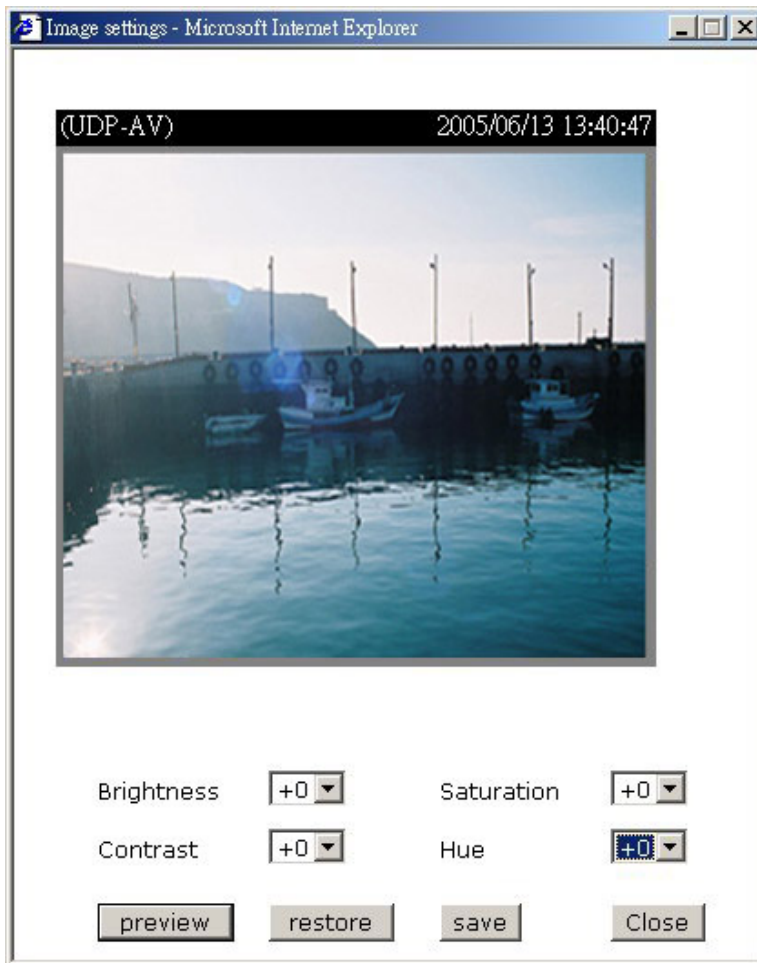 Image settings - Microsoft Internet Explorer
(UDP-AV) 2005/06/13 13:40:47
Brightness +0 Saturation +0
Contrast +0 Hue +0
preview restore save Close